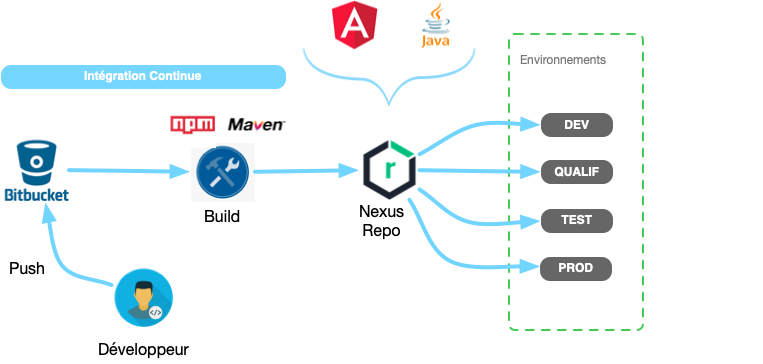 Java
Environnements
Intégration Continue
npm
Maven
DEV
Bitbucket
Build
r
Nexus
Repo
QUALIF
TEST
PROD
Push
</>
Développeur
A